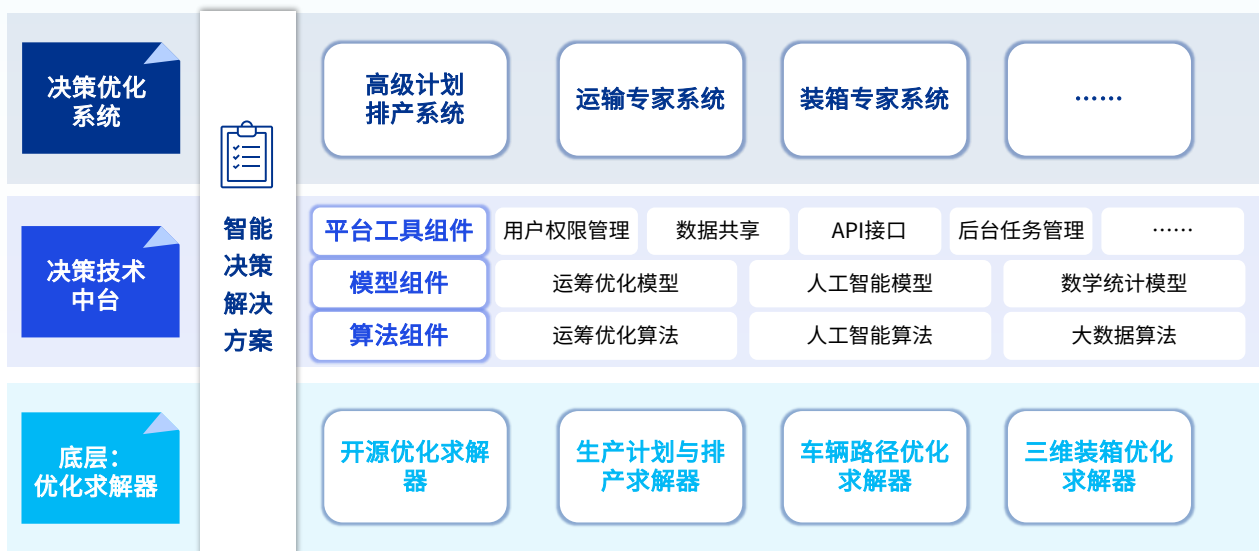 决策优化
系统
高级计划
排产系统
运输专家系统
装箱专家系统
……
智能
决策
解决
方案
决策技术
中台
平台工具组件
用户权限管理
数据共享
API接口
后台任务管理
……
模型组件
运筹优化模型
人工智能模型
数学统计模型
算法组件
运筹优化算法
人工智能算法
大数据算法
底层：
优化求解器
开源优化求解
器
生产计划与排
产求解器
车辆路径优化
求解器
三维装箱优化
求解器